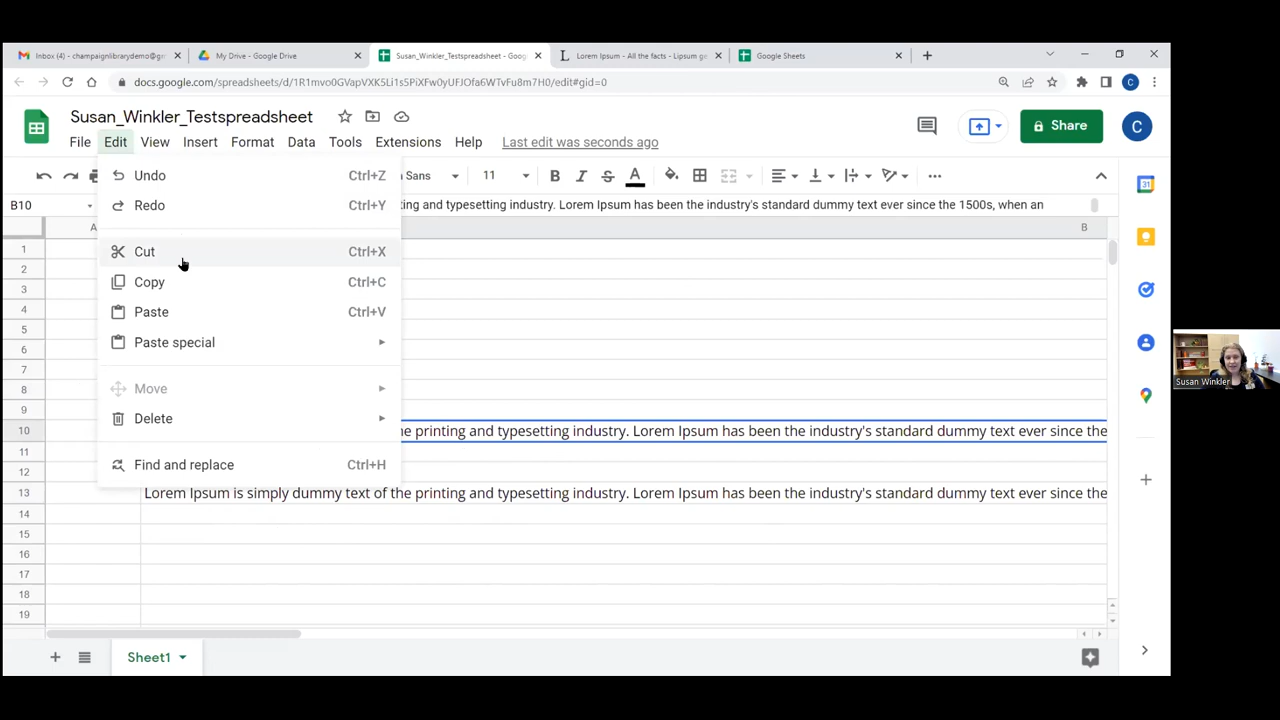 Inbox (4) - champaignlibrarydemo@gm
My Drive - Google Drive
Susan_Winkler_Testspreadsheet - Goog
Lorem Ipsum - All the facts - Lipsum ge
Google Sheets
docs.google.com/spreadsheets/d/1R1mvo0GVapVXK5Li1s5PiXFw0yUFJOfa6WTvFu8m7H0/edit#gid=0
Susan_Winkler_Testspreadsheet
Share
C
File Edit View Insert Format Data Tools Extensions Help Last edit was seconds ago
Undo Ctrl+Z
Sans 11
Redo Ctrl+Y
B10
ting and typesetting industry. Lorem Ipsum has been the industry's standard dummy text ever since the 1500s, when an
A B
Cut Ctrl+X
Copy Ctrl+C
Paste Ctrl+V
Paste special
Move
Delete
Find and replace Ctrl+H
1
2
3
4
5
6
7
8
9
10 he printing and typesetting industry. Lorem Ipsum has been the industry's standard dummy text ever since the
11
12
13 Lorem Ipsum is simply dummy text of the printing and typesetting industry. Lorem Ipsum has been the industry's standard dummy text ever since the
14
15
16
17
18
19
Sheet1
31
Susan Winkler